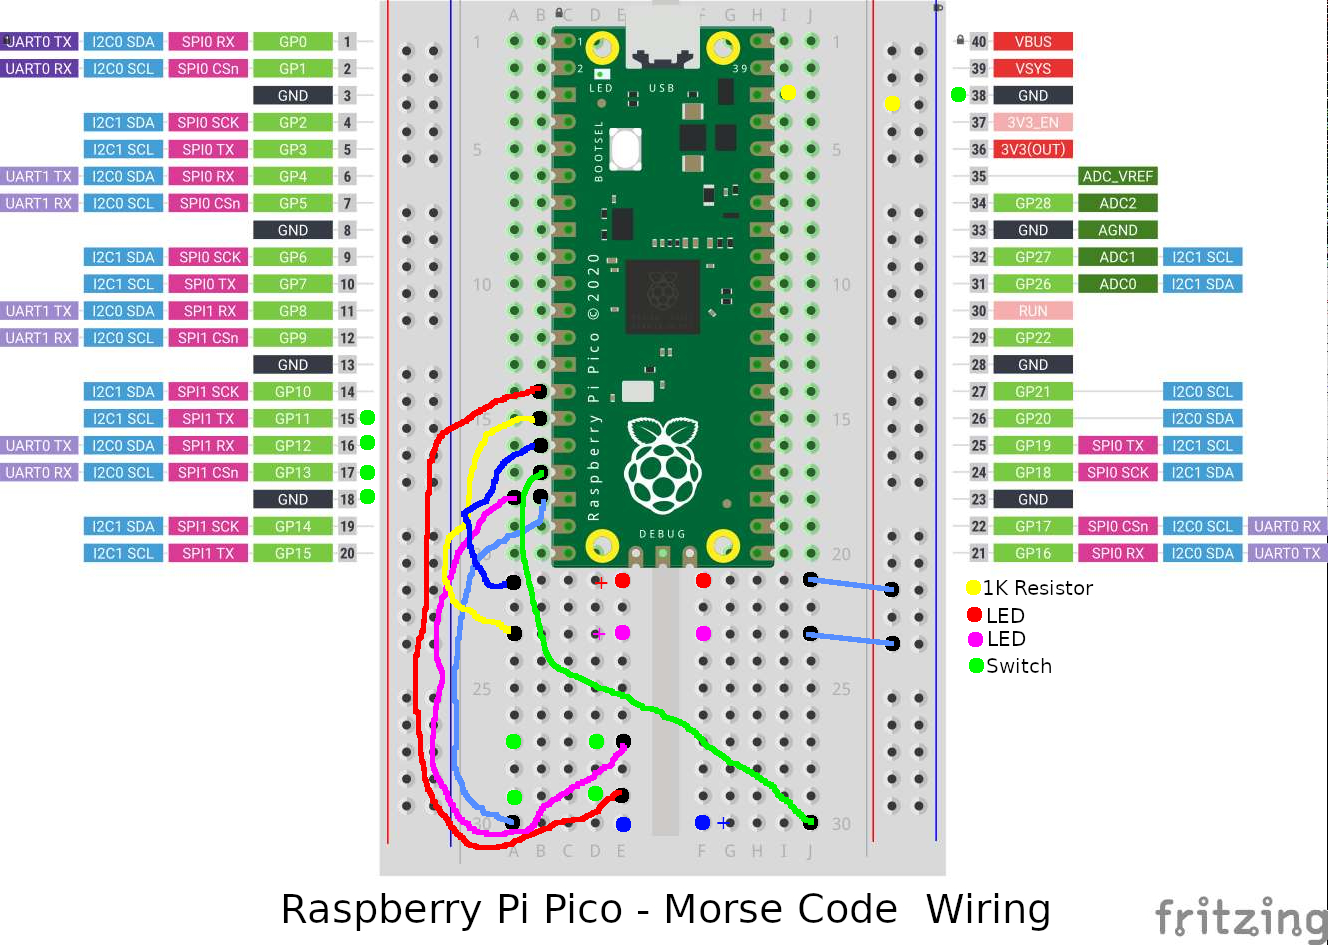 A B C D E F G H I J
UART0 TX I2C0 SDA SPI0 RX GP0 1 1 1 1 40 VBUS
UART0 RX I2C0 SCL SPI0 CSn GP1 2 2 39 39 VSYS
LED USB
GND 3 38 GND
I2C1 SDA SPI0 SCK GP2 4 37 3V3_EN
BOOTSEL
I2C1 SCL SPI0 TX GP3 5 5 5 36 3V3(OUT)
UART1 TX I2C0 SDA SPI0 RX GP4 6 35 ADC_VREF
UART1 RX I2C0 SCL SPI0 CSn GP5 7 34 GP28 ADC2
GND 8 33 GND AGND
I2C1 SDA SPI0 SCK GP6 9 32 GP27 ADC1 I2C1 SCL
I2C1 SCL SPI0 TX GP7 10 10 10 31 GP26 ADC0 I2C1 SDA
UART1 TX I2C0 SDA SPI1 RX GP8 11 30 RUN
UART1 RX I2C0 SCL SPI1 CSn GP9 12 29 GP22
GND 13 28 GND
Raspberry Pi Pico ©2020
I2C1 SDA SPI1 SCK GP10 14 27 GP21 I2C0 SCL
I2C1 SCL SPI1 TX GP11 15 15 15 26 GP20 I2C0 SDA
UART0 TX I2C0 SDA SPI1 RX GP12 16 25 GP19 SPI0 TX I2C1 SCL
UART0 RX I2C0 SCL SPI1 CSn GP13 17 24 GP18 SPI0 SCK I2C1 SDA
GND 18 23 GND
I2C1 SDA SPI1 SCK GP14 19 22 GP17 SPI0 CSn I2C0 SCL UART0 RX
DEBUG
I2C1 SCL SPI1 TX GP15 20 20 20 21 GP16 SPI0 RX I2C0 SDA UART0 TX
+
1K Resistor
LED
+
LED
Switch
25 25
30 + 30
A B C D E F G H I J
Raspberry Pi Pico - Morse Code Wiring
fritzing